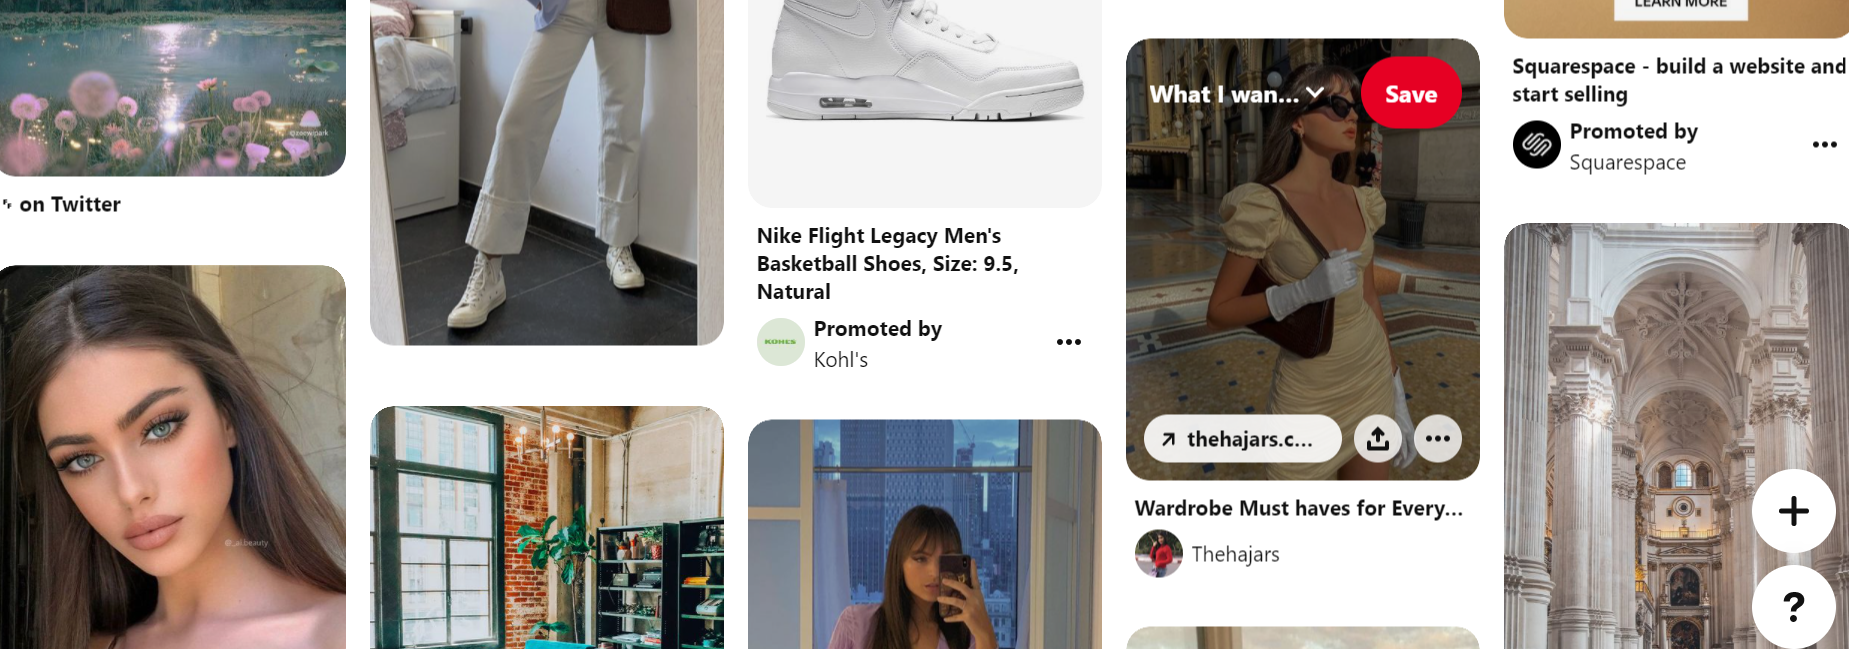 @zaewizark
on Twitter
@_ai.beauty
Nike Flight Legacy Men's
Basketball Shoes, Size: 9.5,
Natural
KOHL'S
Promoted by
Kohl's
What I wan...
Save
thehajars.c...
Wardrobe Must haves for Every...
Thehajars
LEARN MORE
Squarespace - build a website and
start selling
Promoted by
Squarespace
+
?